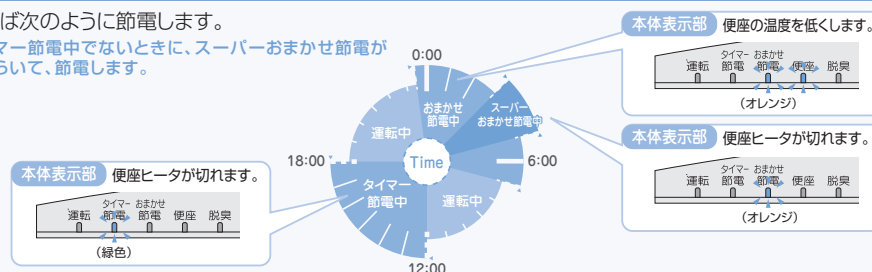 ば次のように節電します。
マー節電中でないときに、スーパーおまかせ節電が
らいて、節電します。
本体表示部 便座の温度を低くします。
運転 タイマー節電 おまかせ節電 便座 脱臭
(オレンジ)
本体表示部 便座ヒータが切れます。
運転 タイマー節電 おまかせ節電 便座 脱臭
(オレンジ)
本体表示部 便座ヒータが切れます。
運転 タイマー節電 おまかせ節電 便座 脱臭
(緑色)
0:00
おまかせ
節電中
スーパー
おまかせ節電中
6:00
運転中
12:00
タイマー
節電中
18:00
運転中
Time